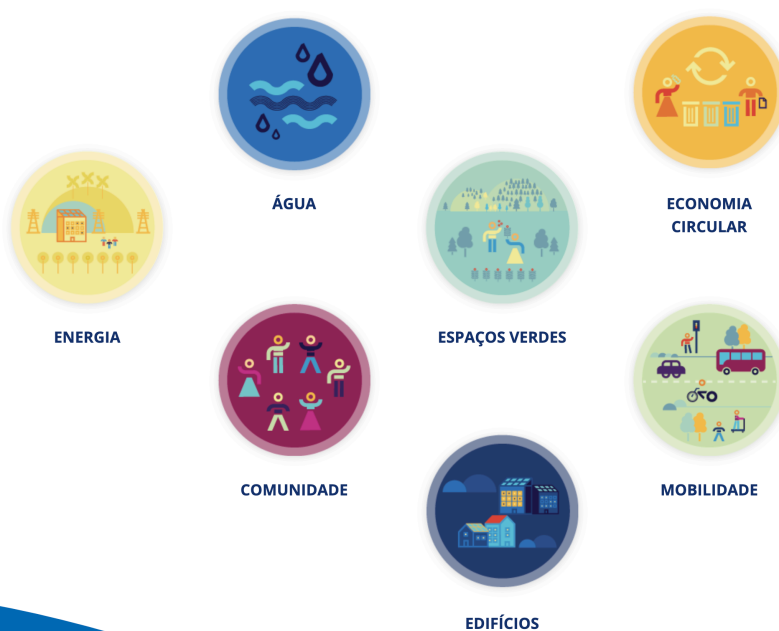 ÁGUA
ECONOMIA
CIRCULAR
ENERGIA
ESPAÇOS VERDES
COMUNIDADE
MOBILIDADE
EDIFÍCIOS